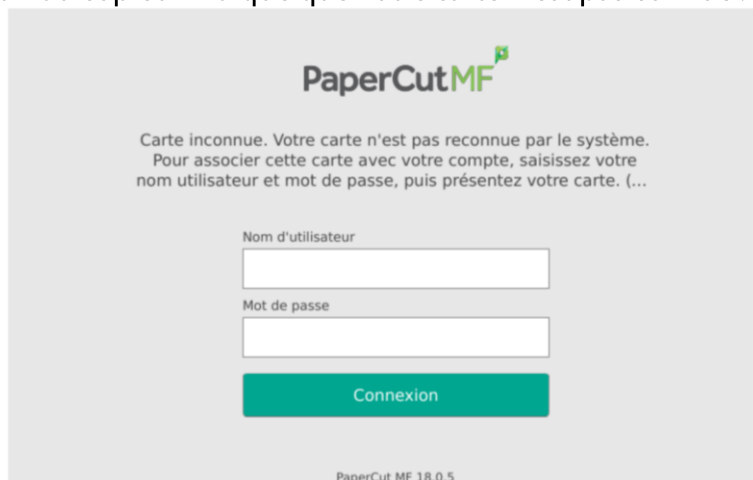 PaperCutMF
Carte inconnue. Votre carte n'est pas reconnue par le système.
Pour associer cette carte avec votre compte, saisissez votre
nom utilisateur et mot de passe, puis présentez votre carte. (...
Nom d'utilisateur
Mot de passe
Connexion
PaperCut MF 18.0.5